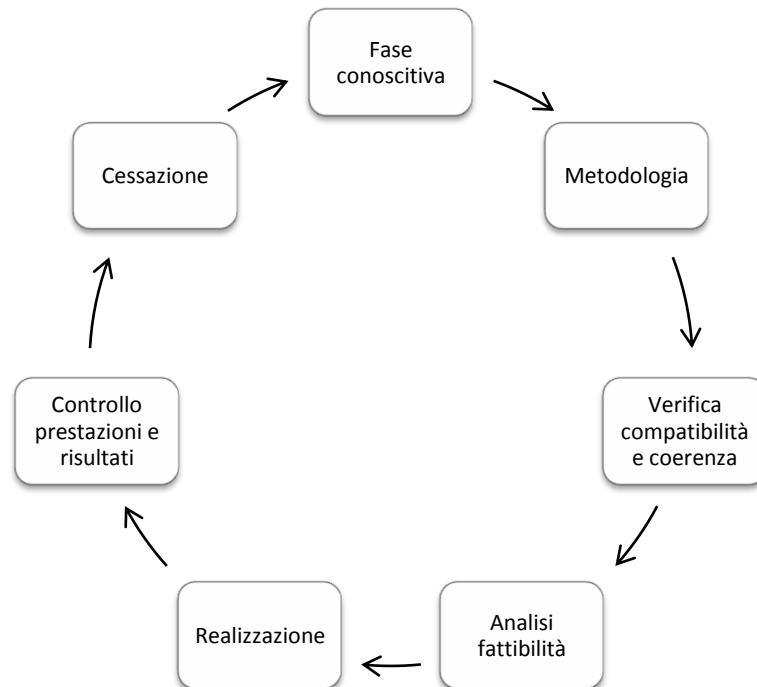 Fase
conoscitiva
Metodologia
Verifica
compatibilità
e coerenza
Analisi
fattibilità
Realizzazione
Controllo
prestazioni e
risultati
Cessazione